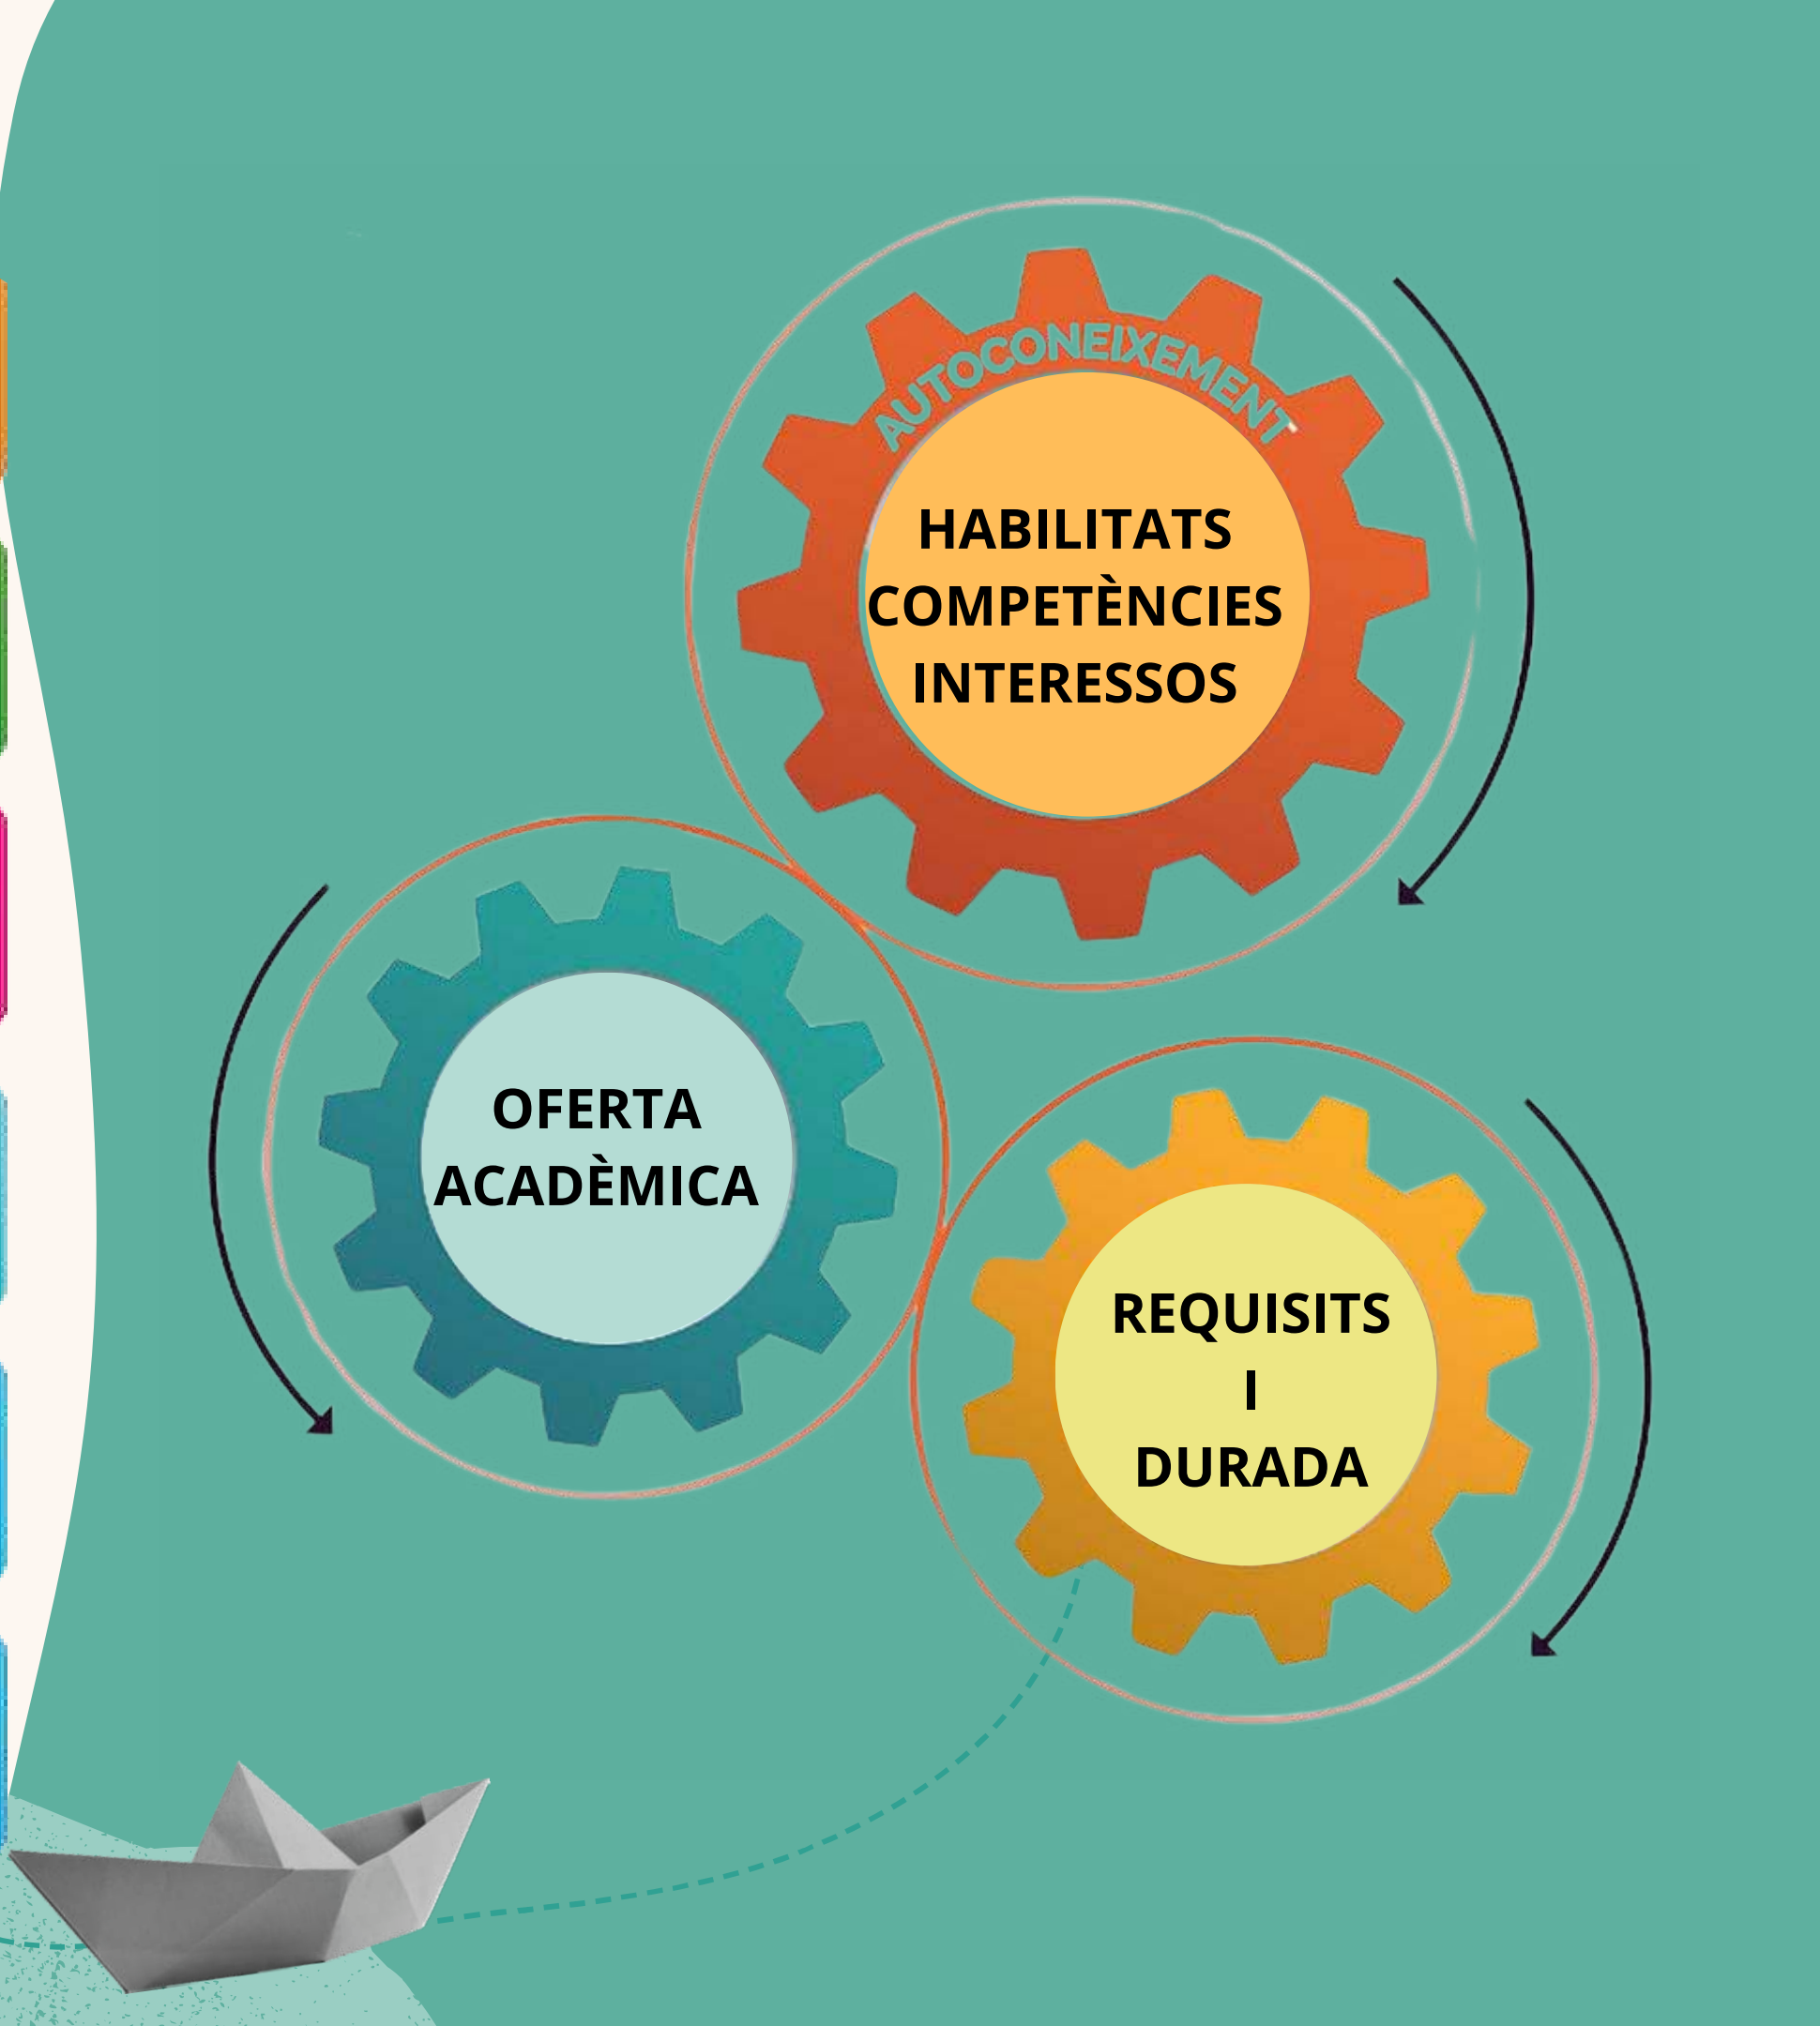 AUTOCONEIXEMENT
HABILITATS
COMPETÈNCIES
INTERESSOS
OFERTA
ACADÈMICA
REQUISITS
I
DURADA